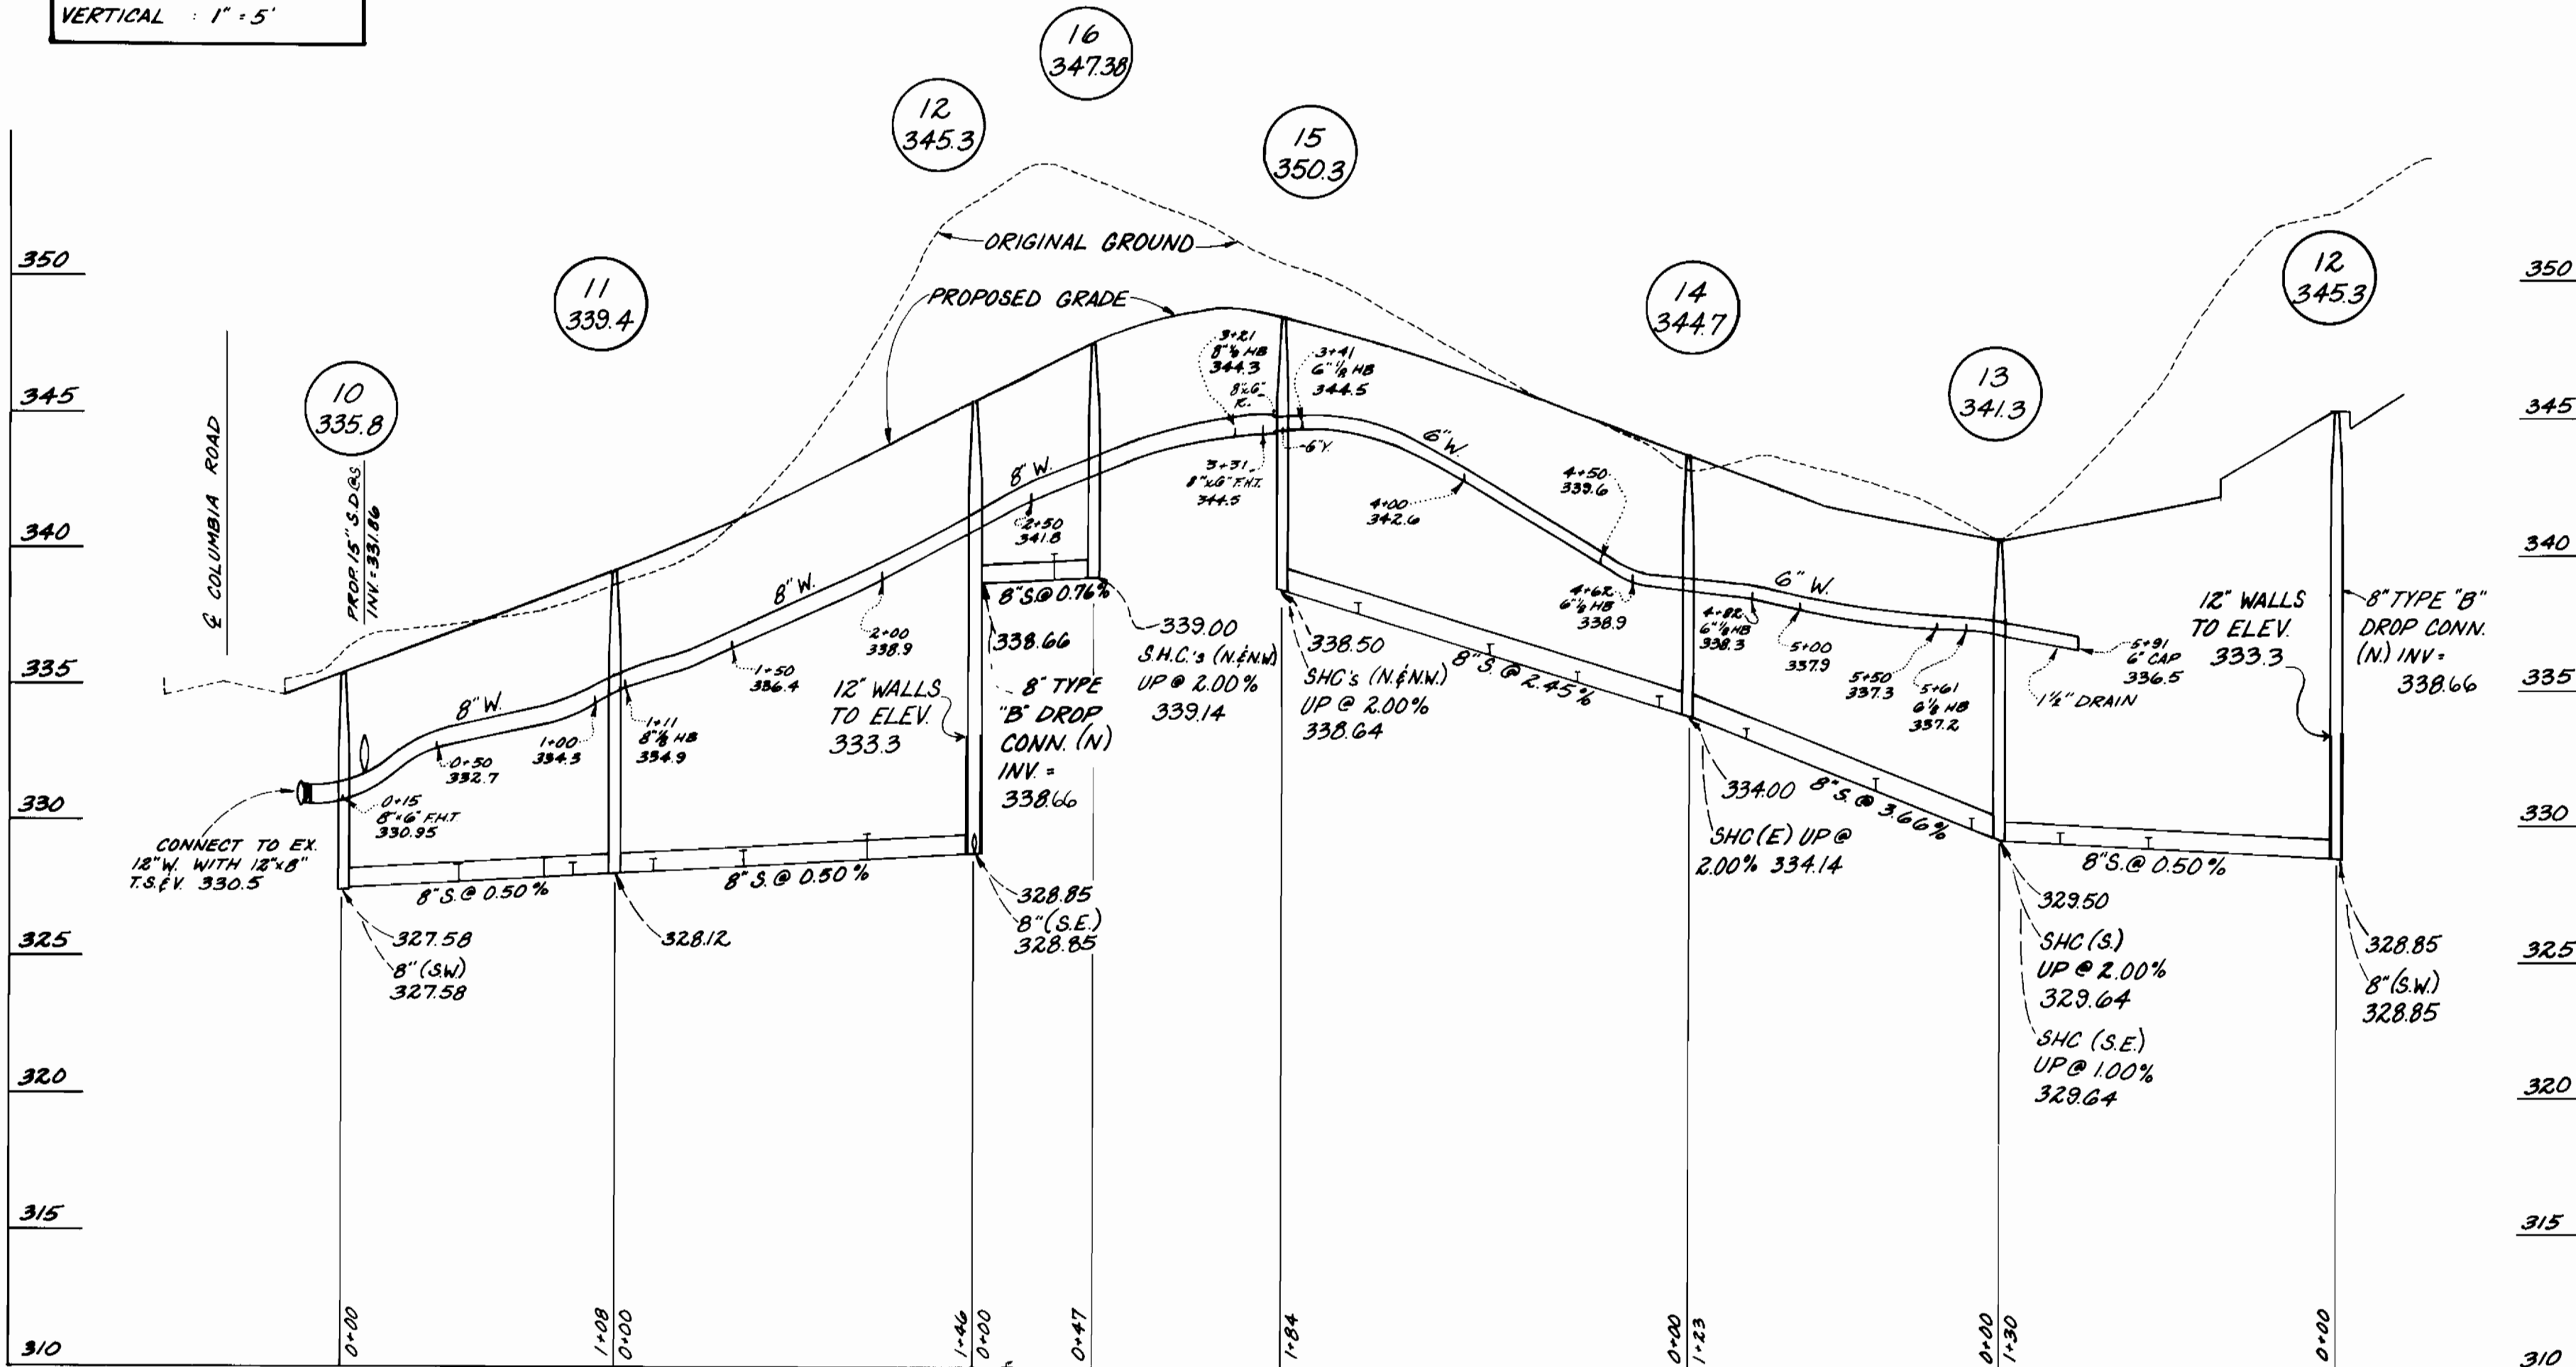 VERTICAL : 1" = 5'
16
347.38
12
345.3
15
350.3
11
339.4
14
344.7
12
345.3
10
335.8
13
341.3
ORIGINAL GROUND
PROPOSED GRADE
350
345
340
335
330
325
320
315
310
350
345
340
335
330
325
320
315
310
℄ COLUMBIA ROAD
PROP. 15" S.D.@S.
INV. = 331.86
CONNECT TO EX.
12" W. WITH 12"x8"
T.S.&V. 330.5
8" W.
0+15
8"x6" F.H.T
330.95
0+50
332.7
1+00
334.3
1+11
8" 1/8 HB
334.9
8" W.
1+50
336.4
2+00
338.9
8" W.
2+50
341.8
3+21
8" 1/8 HB
344.3
8"x6"
R.
3+31
8"x6" F.H.T.
344.5
6"Y.
3+41
6" 1/8 HB
344.5
6" W.
4+00
342.6
4+50
339.6
4+62
6" 1/8 HB
338.9
4+82
6" 1/8 HB
338.3
6" W.
5+00
337.9
5+50
337.3
5+61
6" 1/8 HB
337.2
5+91
6" CAP
336.5
1½" DRAIN
8" S. @ 0.50 %
327.58
8" (S.W.)
327.58
328.12
8" S. @ 0.50 %
12" WALLS
TO ELEV.
333.3
328.85
8" (S.E.)
328.85
8" S. @ 0.76%
338.66
8" TYPE
"B" DROP
CONN. (N)
INV. =
338.66
339.00
S.H.C.'s (N.&N.W)
UP @ 2.00%
339.14
338.50
SHC's (N.&N.W.)
UP @ 2.00%
338.64
8" S. @ 2.45%
334.00
SHC (E) UP @
2.00% 334.14
8" S. @ 3.66%
329.50
SHC (S.)
UP @ 2.00%
329.64
SHC (S.E.)
UP @ 1.00%
329.64
8" S. @ 0.50 %
12" WALLS
TO ELEV.
333.3
8" TYPE "B"
DROP CONN.
(N.) INV =
338.66
328.85
8" (S.W.)
328.85
0+00
1+08
0+00
1+46
0+00
0+47
1+84
0+00
1+23
0+00
1+30
0+00